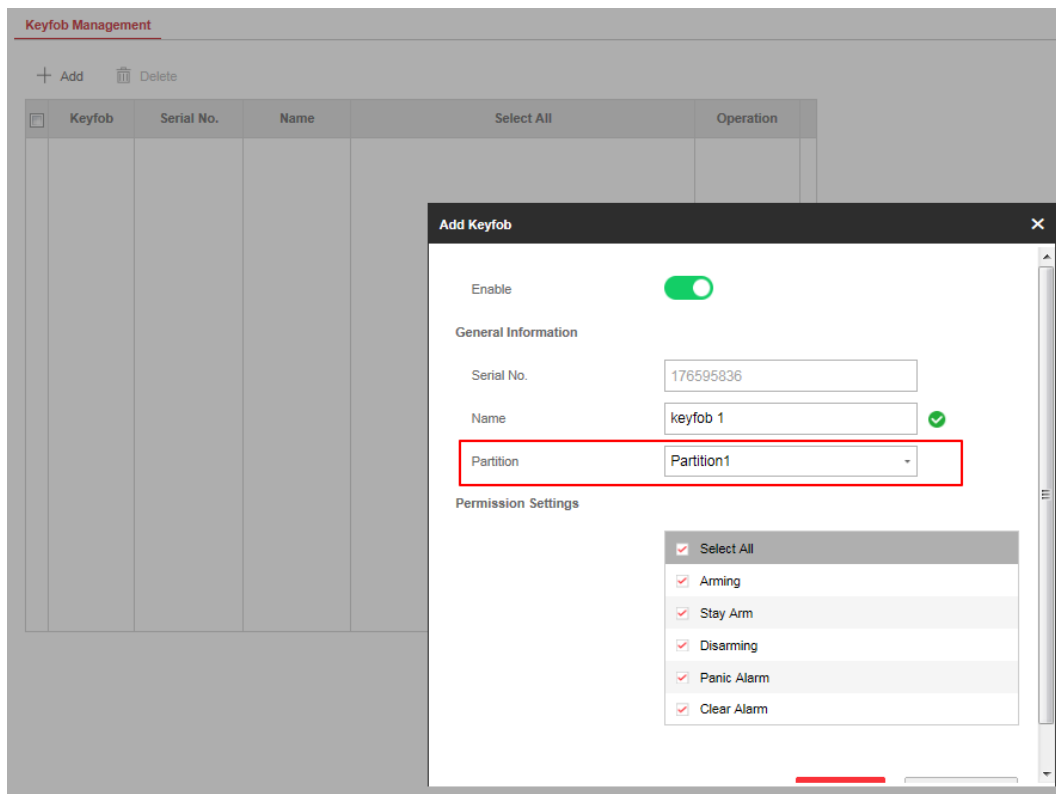 Keyfob Management
Add Delete
Keyfob Serial No. Name Select All Operation
Add Keyfob
Enable
General Information
Serial No. 176595836
Name keyfob 1
Partition Partition1
Permission Settings
Select All
Arming
Stay Arm
Disarming
Panic Alarm
Clear Alarm